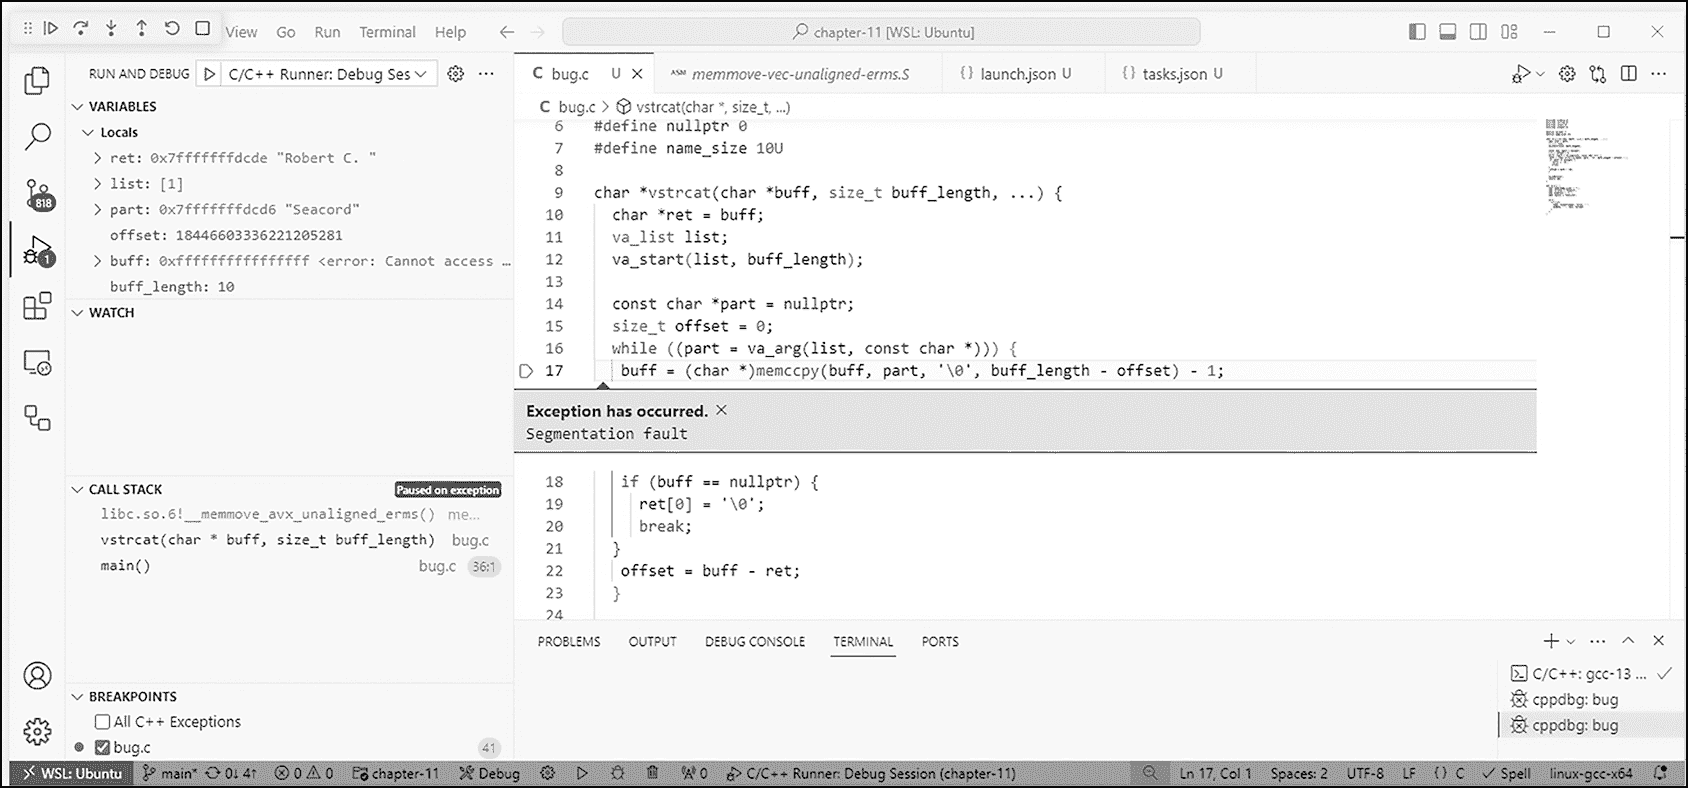 View Go Run Terminal Help chapter-11 [WSL: Ubuntu]
RUN AND DEBUG C/C++ Runner: Debug Ses ...
VARIABLES
Locals
ret: 0x7fffffffdcde "Robert C. "
list: [1]
part: 0x7fffffffdcd6 "Seacord"
offset: 18446603336221205281
buff: 0xffffffffffffffff <error: Cannot access …
buff_length: 10
WATCH
CALL STACK Paused on exception
libc.so.6!__memmove_avx_unaligned_erms() me...
vstrcat(char * buff, size_t buff_length) bug.c
main() bug.c 36:1
BREAKPOINTS
All C++ Exceptions
bug.c 41
818
1
C bug.c U ASM memmove-vec-unaligned-erms.S {} launch.json U {} tasks.json U
C bug.c > vstrcat(char *, size_t, ...)
6 #define nullptr 0
7 #define name_size 10U
8
9 char *vstrcat(char *buff, size_t buff_length, ...) {
10 char *ret = buff;
11 va_list list;
12 va_start(list, buff_length);
13
14 const char *part = nullptr;
15 size_t offset = 0;
16 while ((part = va_arg(list, const char *))) {
17 buff = (char *)memccpy(buff, part, '\0', buff_length - offset) - 1;
Exception has occurred.
Segmentation fault
18 if (buff == nullptr) {
19 ret[0] = '\0';
20 break;
21 }
22 offset = buff - ret;
23 }
24
PROBLEMS OUTPUT DEBUG CONSOLE TERMINAL PORTS
C/C++: gcc-13 ...
cppdbg: bug
cppdbg: bug
WSL: Ubuntu main* 0↓ 4↑ 0 0 chapter-11 Debug 0 C/C++ Runner: Debug Session (chapter-11) Ln 17, Col 1 Spaces: 2 UTF-8 LF {} C Spell linux-gcc-x64